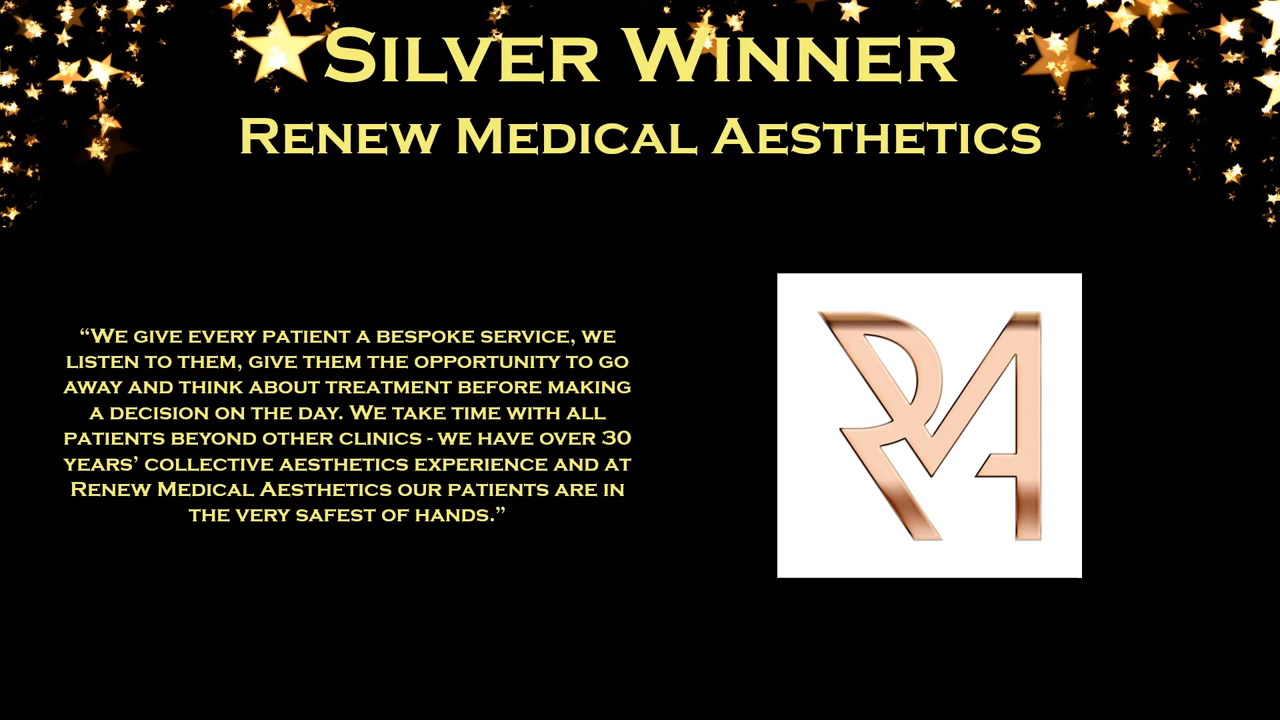 Silver Winner
Renew Medical Aesthetics
“We give every patient a bespoke service, we
listen to them, give them the opportunity to go
away and think about treatment before making
a decision on the day. We take time with all
patients beyond other clinics - we have over 30
years’ collective aesthetics experience and at
Renew Medical Aesthetics our patients are in
the very safest of hands.”
RMA